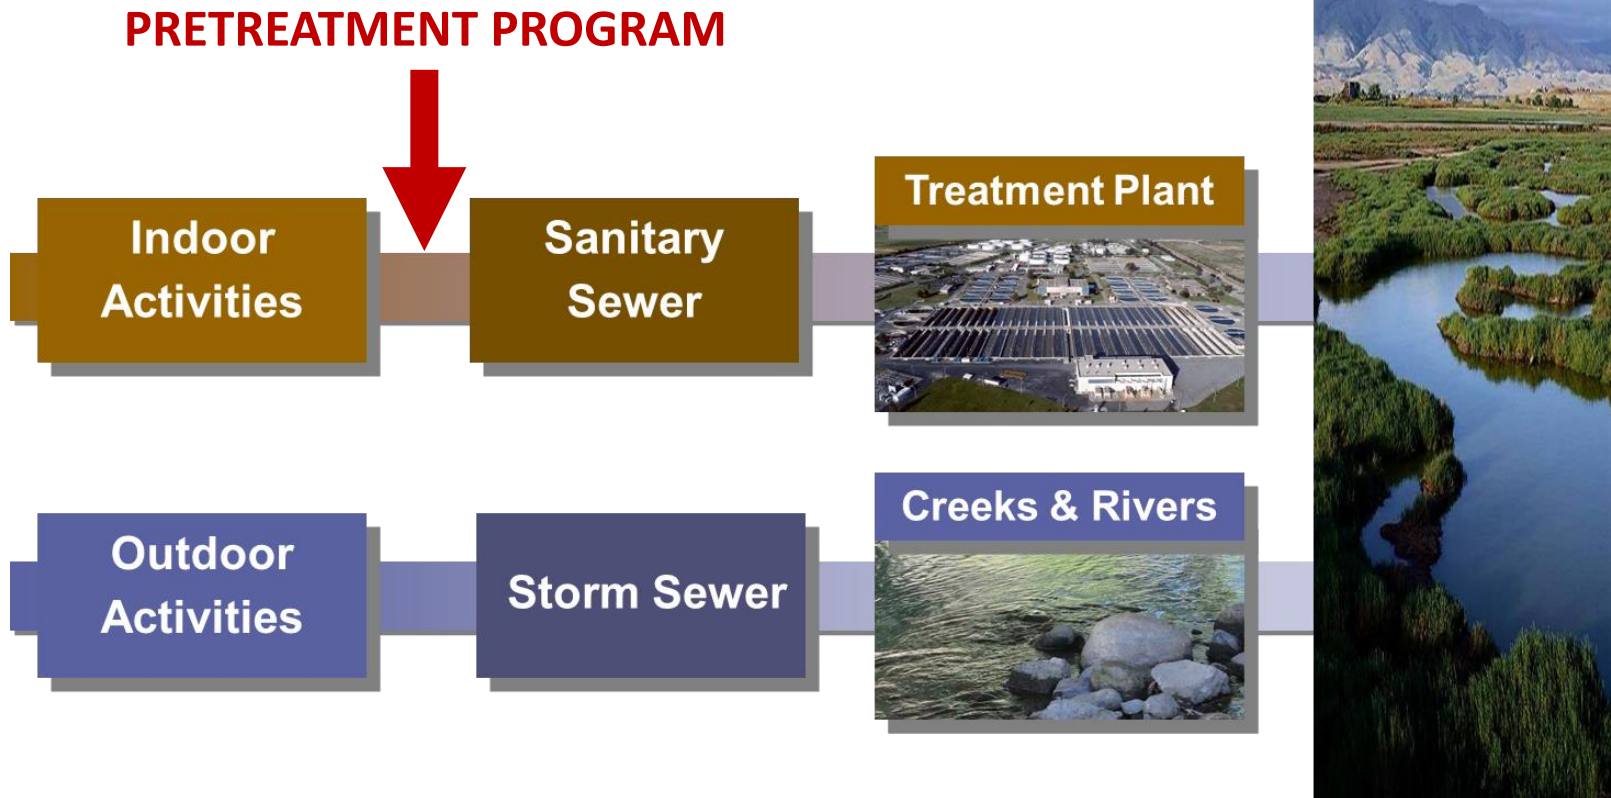 PRETREATMENT PROGRAM
Indoor
Activities
Sanitary
Sewer
Treatment Plant
Outdoor
Activities
Storm Sewer
Creeks & Rivers